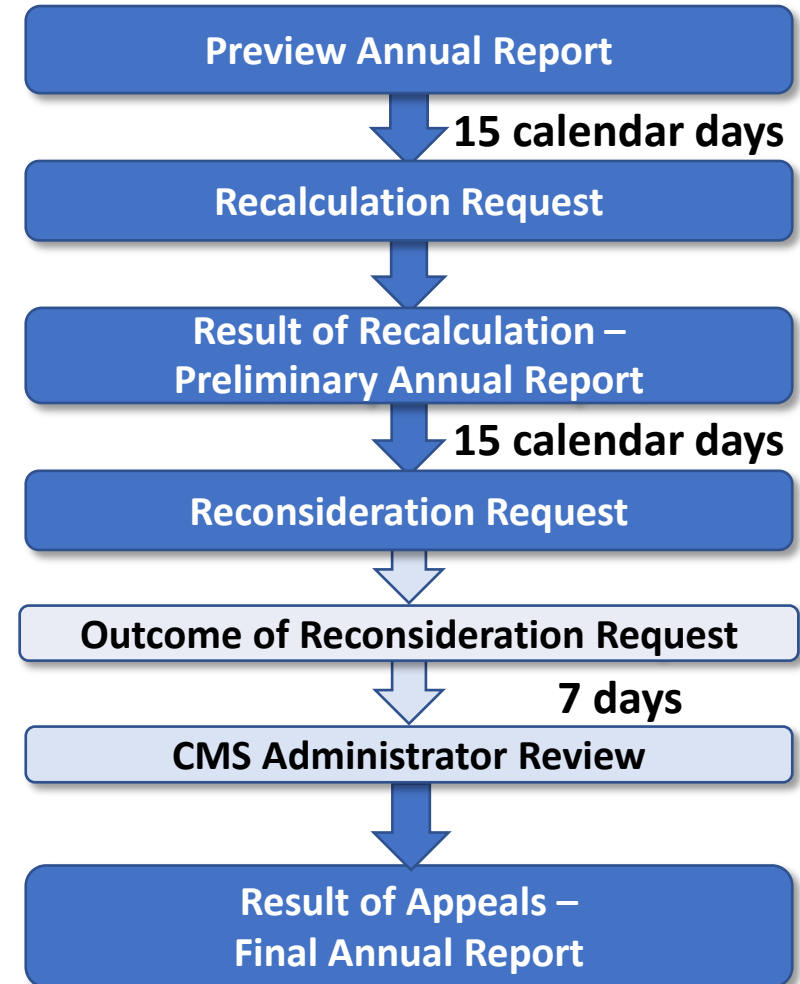 Preview Annual Report
15 calendar days
Recalculation Request
Result of Recalculation –
Preliminary Annual Report
15 calendar days
Reconsideration Request
Outcome of Reconsideration Request
7 days
CMS Administrator Review
Result of Appeals –
Final Annual Report